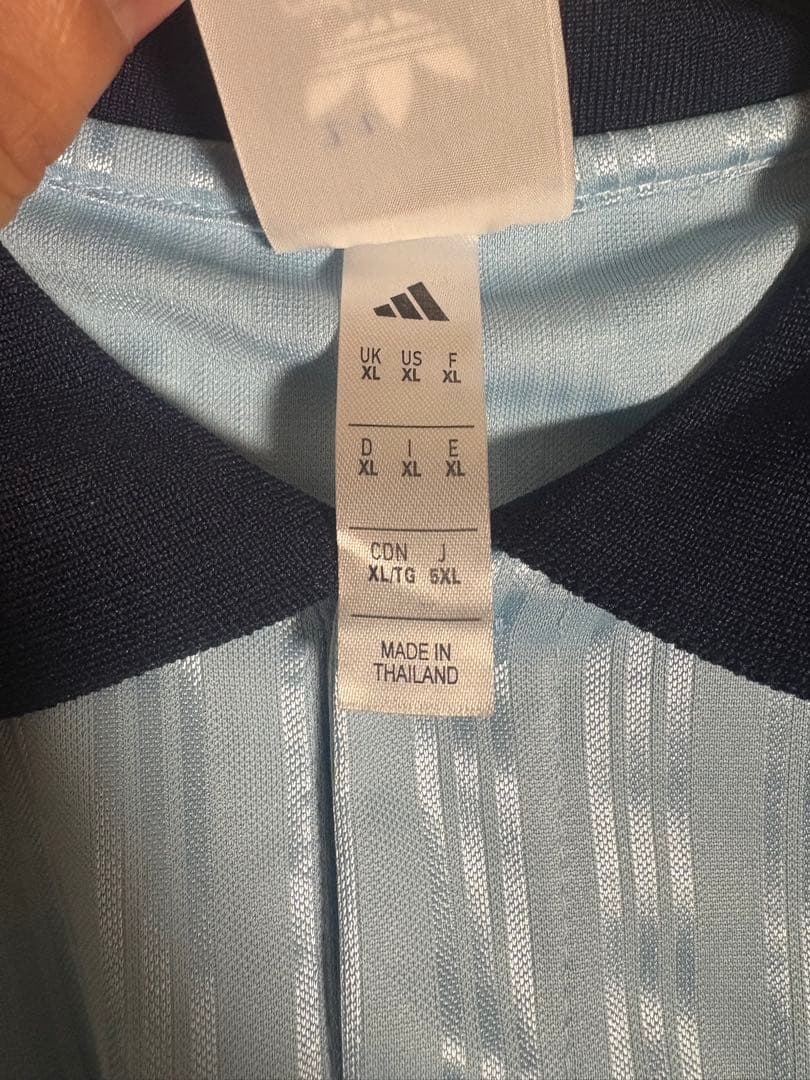 UK US F
XL XL XL
D I E
XL XL XL
CDN J
XL/TG 5XL
MADE IN
THAILAND